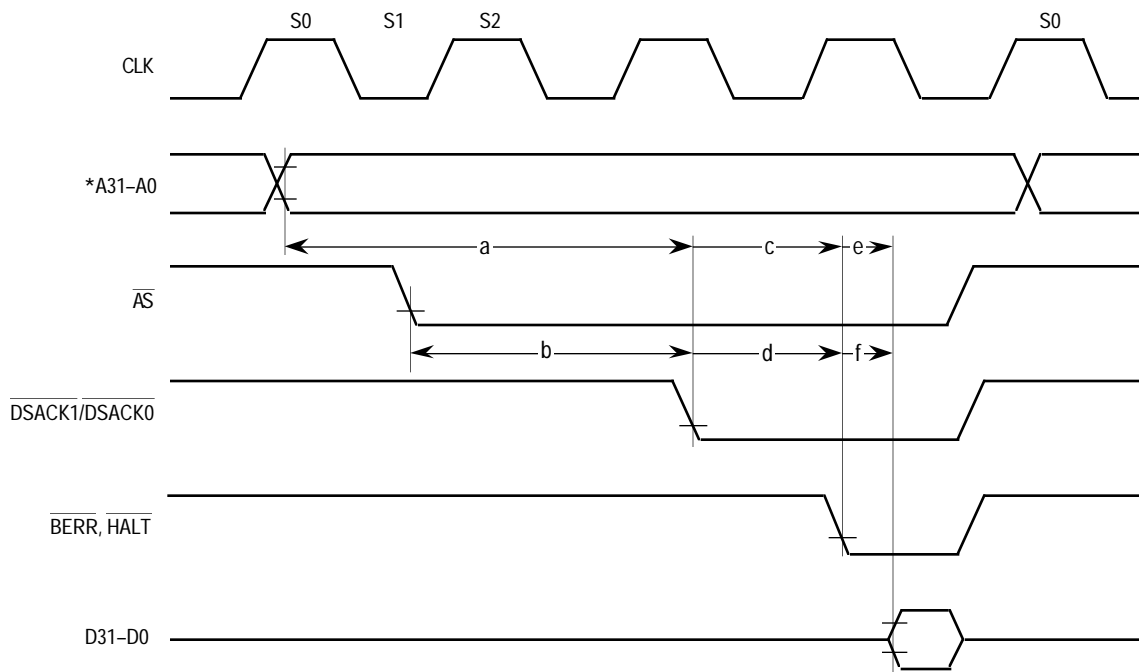 S0 S1 S2 S0
CLK
*A31–A0
a c e
AS
b d f
DSACK1/DSACK0
BERR, HALT
D31–D0